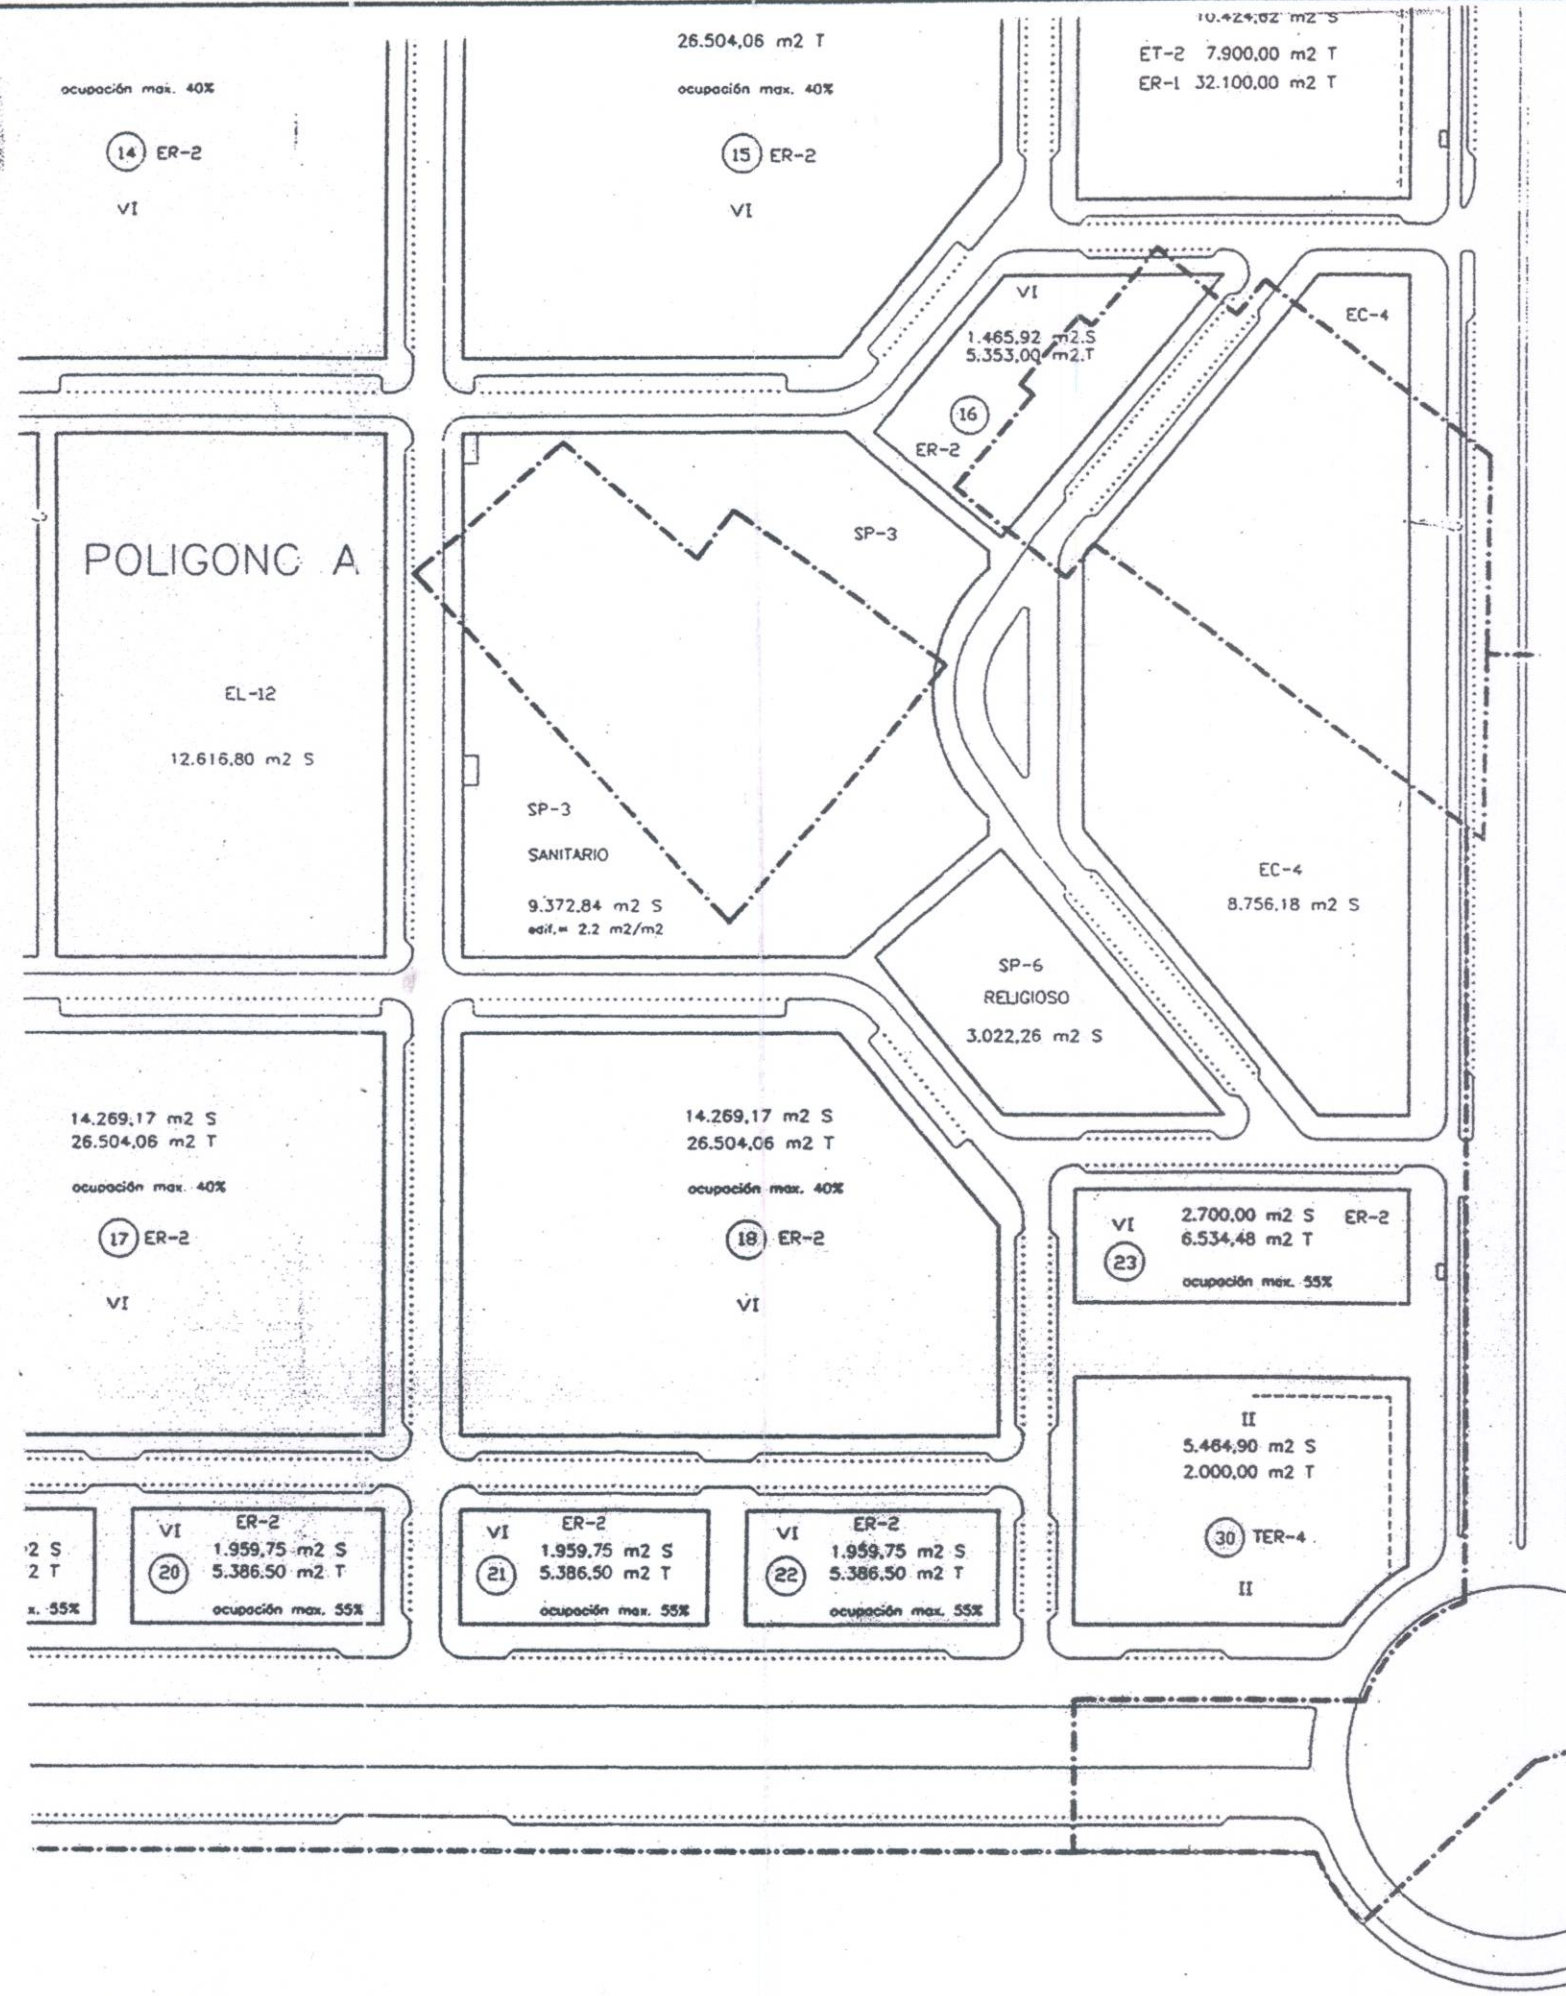 26.504,06 m2 T
ocupación max. 40%
15 ER-2
VI
ocupación max. 40%
14 ER-2
VI
10.424,62 m2 S
ET-2 7.900,00 m2 T
ER-1 32.100,00 m2 T
VI
1.465,92 m2.S
5.353,00 m2.T
16
ER-2
EC-4
POLIGONO A
EL-12
12.616,80 m2 S
SP-3
SP-3
SANITARIO
9.372,84 m2 S
edif.= 2.2 m2/m2
EC-4
8.756,18 m2 S
SP-6
RELIGIOSO
3.022,26 m2 S
14.269,17 m2 S
26.504,06 m2 T
ocupación max. 40%
17 ER-2
VI
14.269,17 m2 S
26.504,06 m2 T
ocupación max. 40%
18 ER-2
VI
VI
23
2.700,00 m2 S ER-2
6.534,48 m2 T
ocupación max. 55%
II
5.464,90 m2 S
2.000,00 m2 T
30 TER-4
II
2 S
2 T
x. 55%
VI ER-2
1.959,75 m2 S
20 5.386,50 m2 T
ocupación max. 55%
VI ER-2
1.959,75 m2 S
21 5.386,50 m2 T
ocupación max. 55%
VI ER-2
1.959,75 m2 S
22 5.386,50 m2 T
ocupación max. 55%